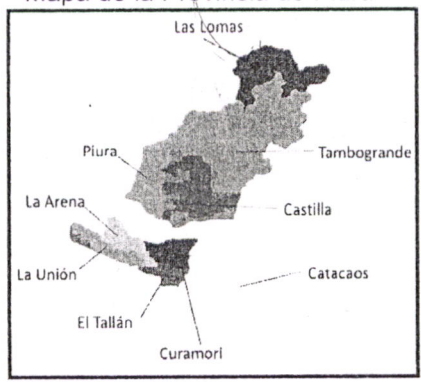 Las Lomas
Piura
Tambogrande
La Arena
Castilla
La Unión
Catacaos
El Tallán
Curamori